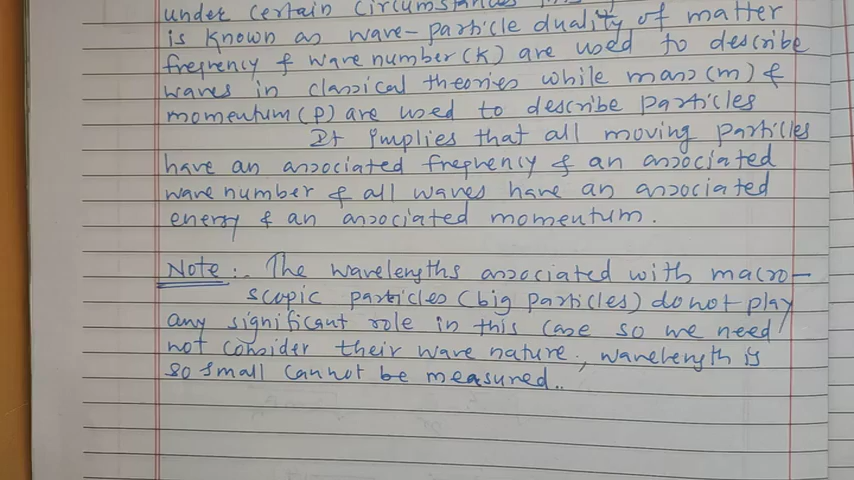 under certain circumstances
is known as wave-particle duality of matter
frequency & wave number (K) are used to describe
waves in classical theories while mass (m) &
momentum (P) are used to describe particles
It implies that all moving particles
have an associated frequency & an associated
wave number & all waves have an associated
energy & an associated momentum.
Note:- The wavelengths associated with macro-
scopic particles (big particles) do not play
any significant role in this case so we need
not consider their wave nature, wavelength is
so small cannot be measured..